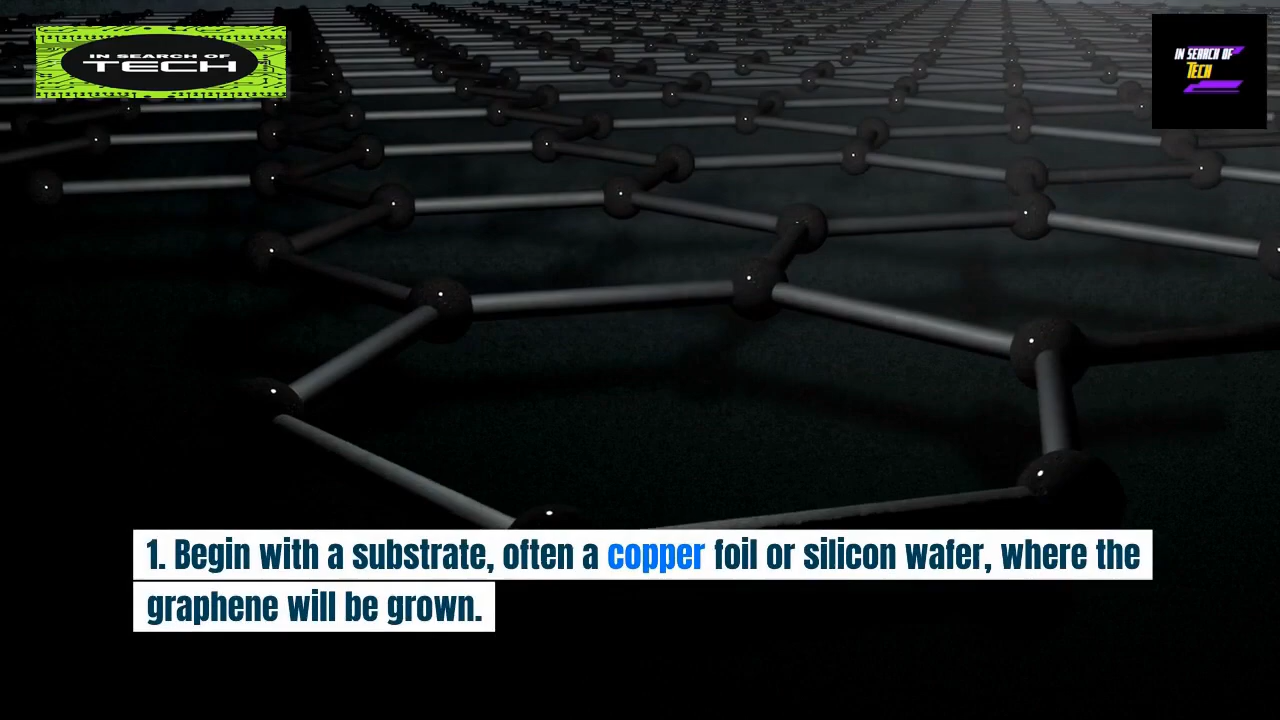 IN SEARCH OF
TECH
IN SEARCH OF
TECH
1. Begin with a substrate, often a copper foil or silicon wafer, where the
graphene will be grown.